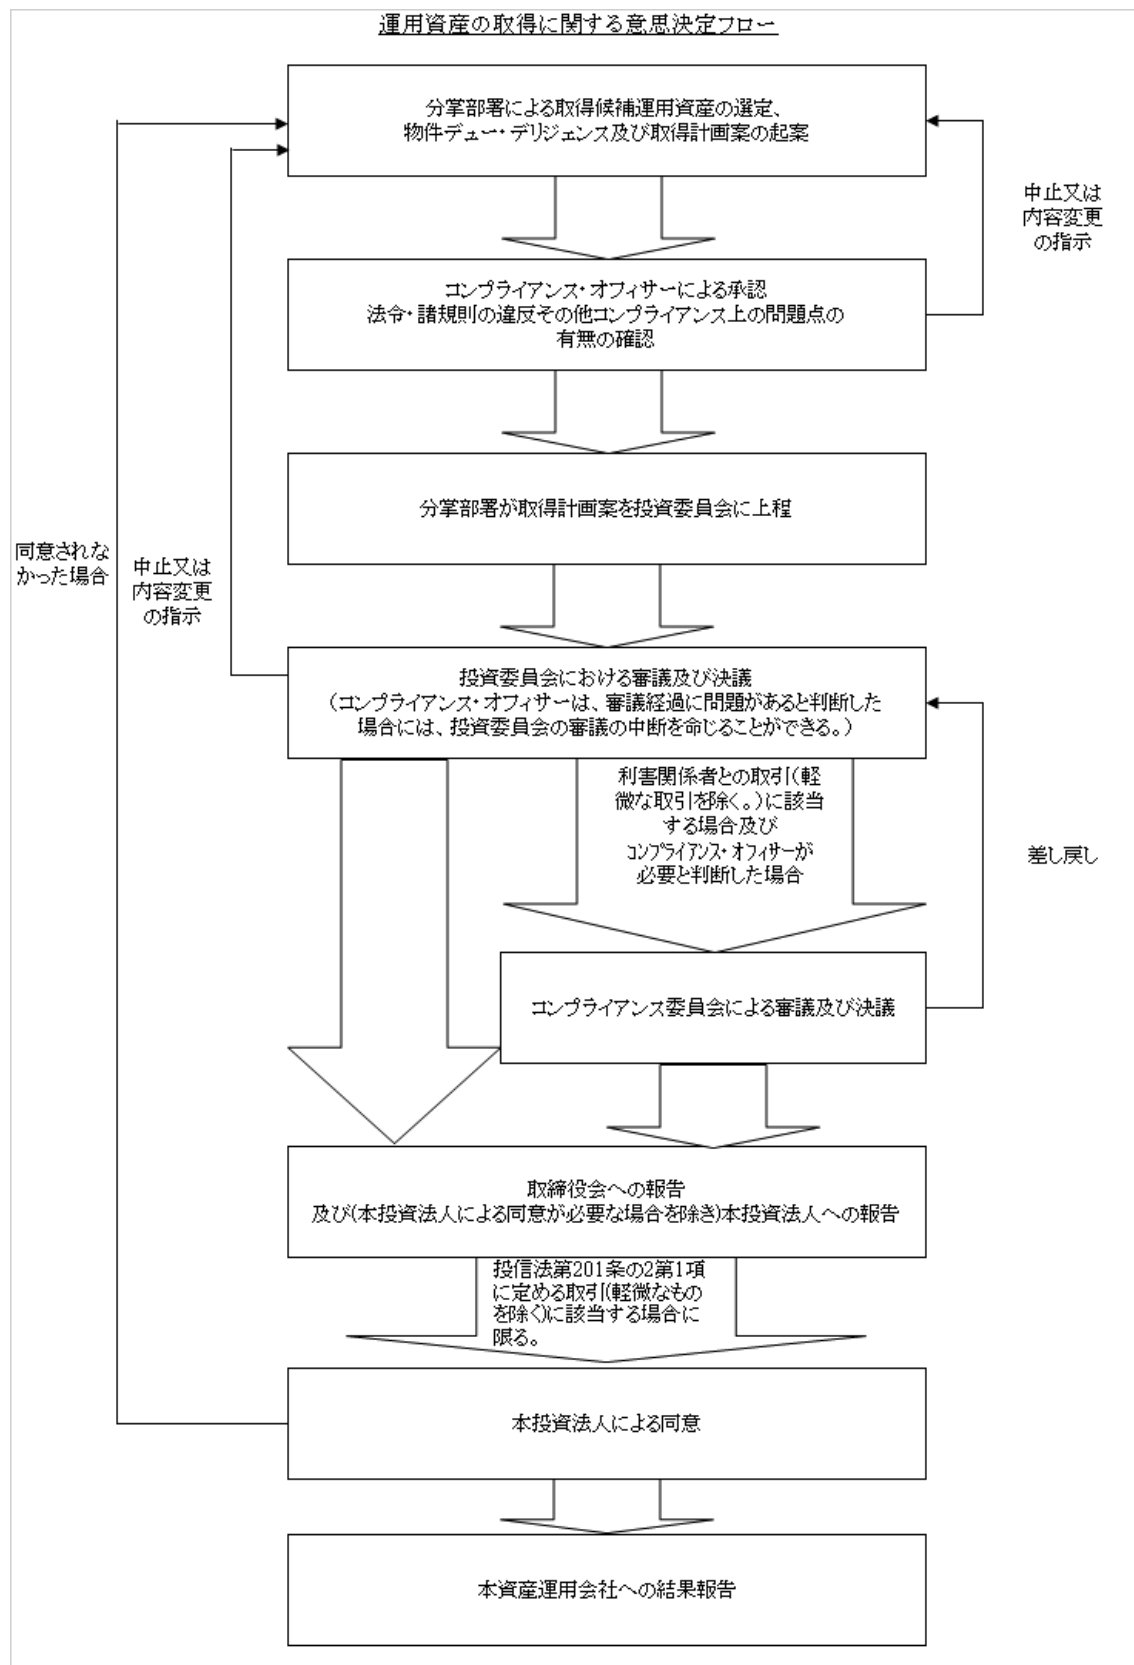 運用資産の取得に関する意思決定フロー
分掌部署による取得候補運用資産の選定、
物件デュー・デリジェンス及び取得計画案の起案
中止又は
内容変更
の指示
コンプライアンス・オフィサーによる承認
法令・諸規則の違反その他コンプライアンス上の問題点の
有無の確認
分掌部署が取得計画案を投資委員会に上程
同意されな
かった場合
中止又は
内容変更
の指示
投資委員会における審議及び決議
(コンプライアンス・オフィサーは、審議経過に問題があると判断した
場合には、投資委員会の審議の中断を命じることができる。)
利害関係者との取引(軽
微な取引を除く。)に該当
する場合及び
コンプライアンス・オフィサーが
必要と判断した場合
差し戻し
コンプライアンス委員会による審議及び決議
取締役会への報告
及び(本投資法人による同意が必要な場合を除き)本投資法人への報告
投信法第201条の2第1項
に定める取引(軽微なもの
を除く)に該当する場合に
限る。
本投資法人による同意
本資産運用会社への結果報告